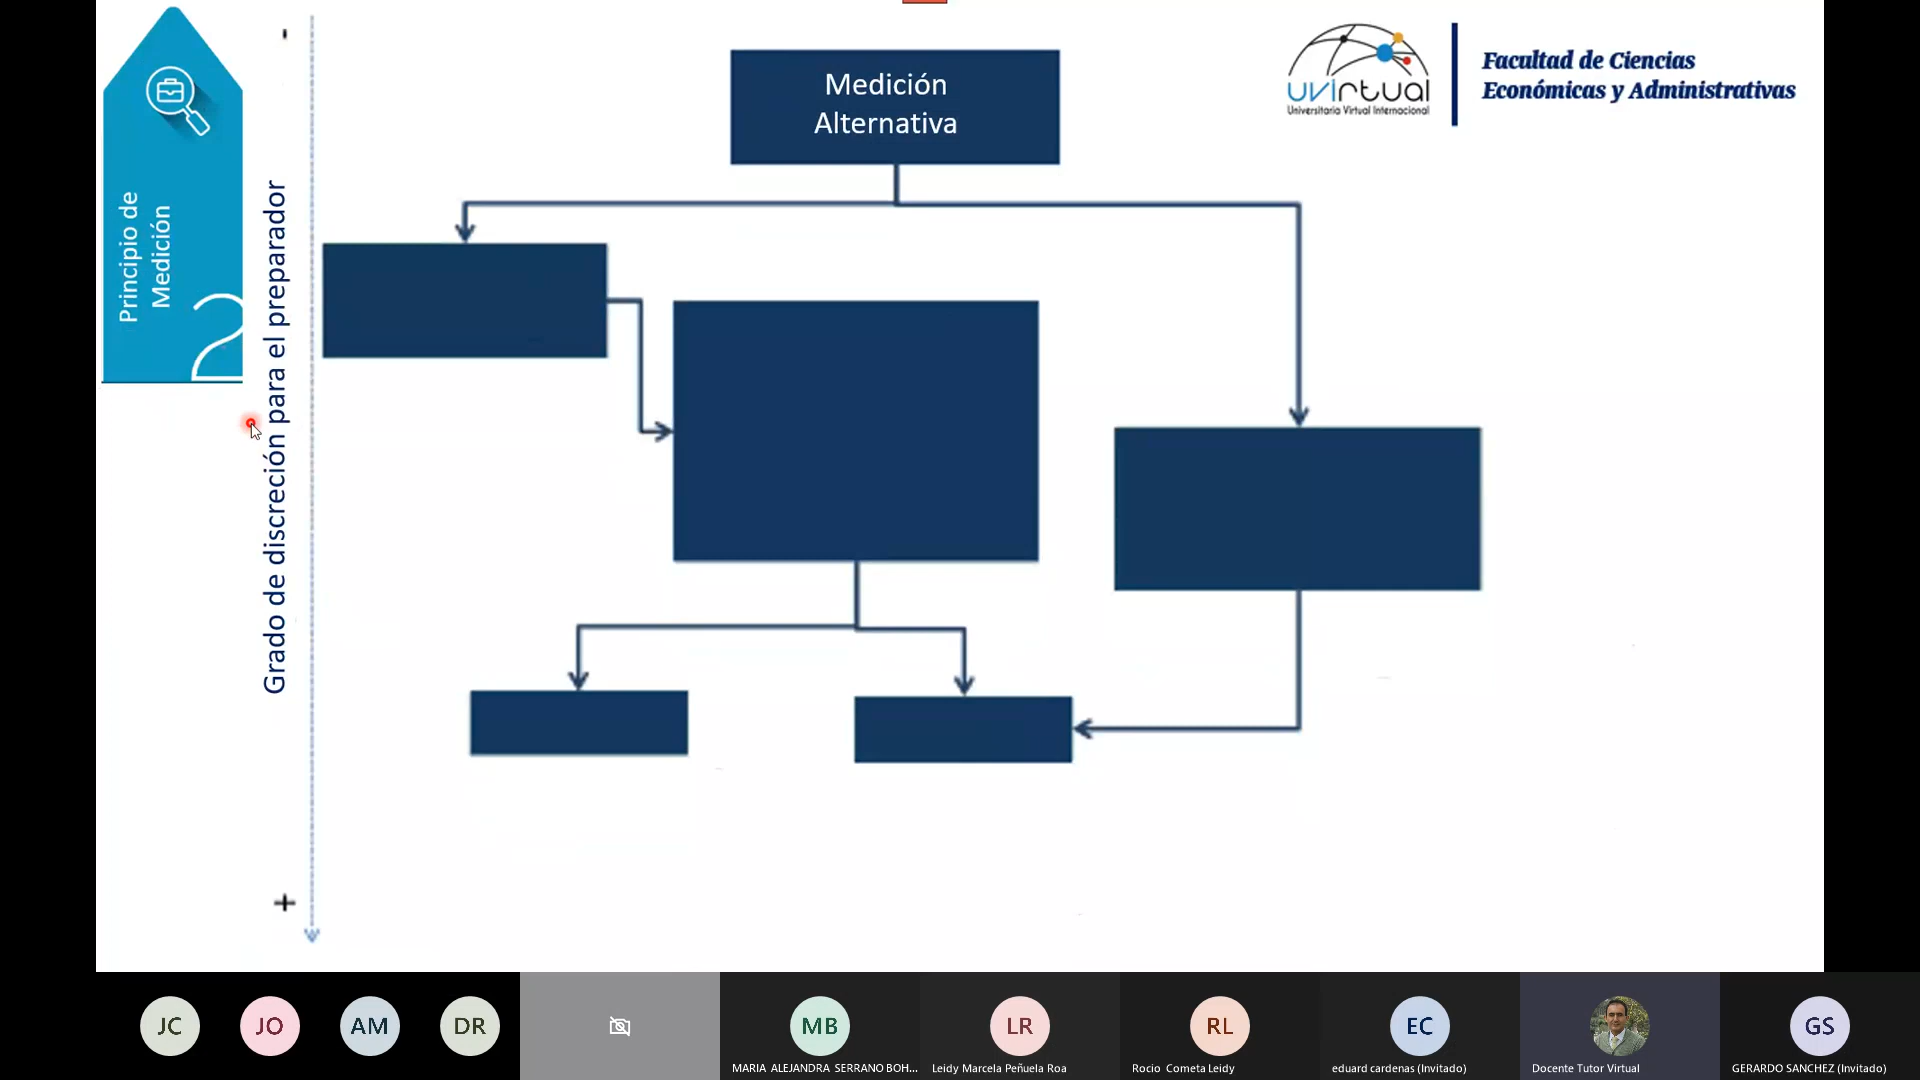 Principio de
Medición
2
Grado de discreción para el preparador
+
Medición
Alternativa
uvirtual
Universitaria Virtual Internacional
Facultad de Ciencias
Económicas y Administrativas
JC
JO
AM
DR
MB
LR
RL
EC
GS
MARIA ALEJANDRA SERRANO BOH...
Leidy Marcela Peñuela Roa
Rocio Cometa Leidy
eduard cardenas (Invitado)
Docente Tutor Virtual
GERARDO SANCHEZ (Invitado)